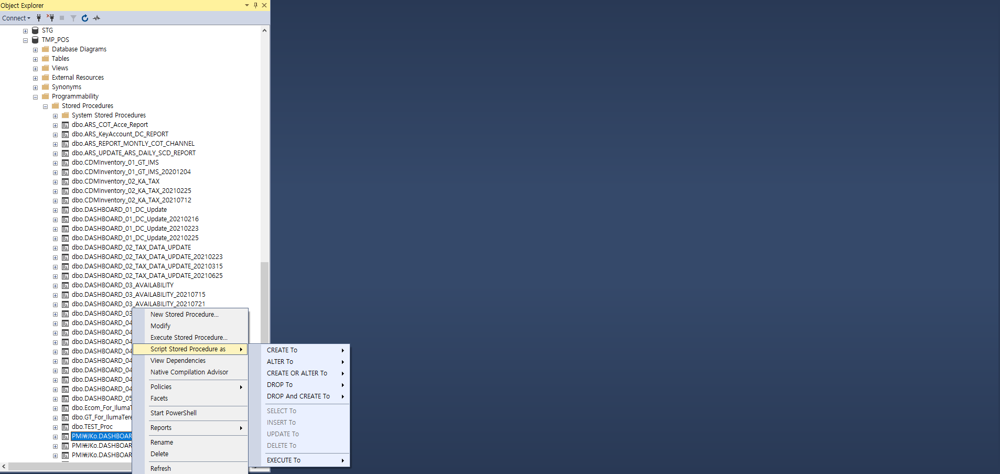 Object Explorer
Connect
STG
TMP_POS
Database Diagrams
Tables
Views
External Resources
Synonyms
Programmability
Stored Procedures
System Stored Procedures
dbo.ARS_COT_Acce_Report
dbo.ARS_KeyAccount_DC_REPORT
dbo.ARS_REPORT_MONTLY_COT_CHANNEL
dbo.ARS_UPDATE_ARS_DAILY_SCD_REPORT
dbo.CDMInventory_01_GT_IMS
dbo.CDMInventory_01_GT_IMS_20201204
dbo.CDMInventory_02_KA_TAX
dbo.CDMInventory_02_KA_TAX_20210225
dbo.CDMInventory_02_KA_TAX_20210712
dbo.DASHBOARD_01_DC_Update
dbo.DASHBOARD_01_DC_Update_20210216
dbo.DASHBOARD_01_DC_Update_20210223
dbo.DASHBOARD_01_DC_Update_20210225
dbo.DASHBOARD_02_TAX_DATA_UPDATE
dbo.DASHBOARD_02_TAX_DATA_UPDATE_20210223
dbo.DASHBOARD_02_TAX_DATA_UPDATE_20210315
dbo.DASHBOARD_02_TAX_DATA_UPDATE_20210625
dbo.DASHBOARD_03_AVAILABILITY
dbo.DASHBOARD_03_AVAILABILITY_20210715
dbo.DASHBOARD_03_AVAILABILITY_20210721
dbo.DASHBOARD_03
dbo.DASHBOARD_04
dbo.DASHBOARD_04
dbo.DASHBOARD_04
dbo.DASHBOARD_04
dbo.DASHBOARD_04
dbo.DASHBOARD_04
dbo.DASHBOARD_04
dbo.DASHBOARD_04
dbo.DASHBOARD_05
dbo.Ecom_For_IlumaT
dbo.GT_For_IlumaTere
dbo.TEST_Proc
PMI₩JKo.DASHBOAR
PMI₩JKo.DASHBOAR
PMI₩JKo.DASHBOAR
New Stored Procedure...
Modify
Execute Stored Procedure...
Script Stored Procedure as
View Dependencies
Native Compilation Advisor
Policies
Facets
Start PowerShell
Reports
Rename
Delete
Refresh
CREATE To
ALTER To
CREATE OR ALTER To
DROP To
DROP And CREATE To
SELECT To
INSERT To
UPDATE To
DELETE To
EXECUTE To